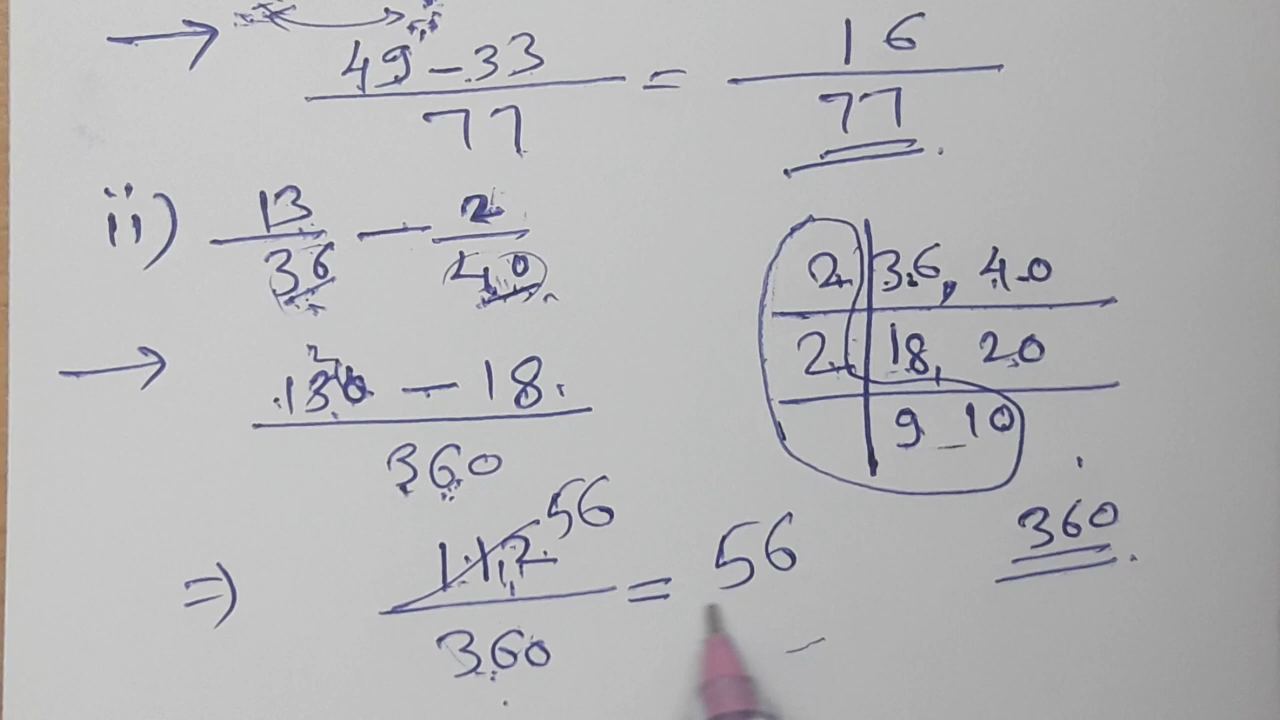 → 49 - 33 / 77 = 16 / 77
ii) 13 / 36 - 2 / 40
2 | 36, 40
2 | 18, 20
9 10
360
→ 130 - 18 / 360
⇒ 112 56 / 360 = 56